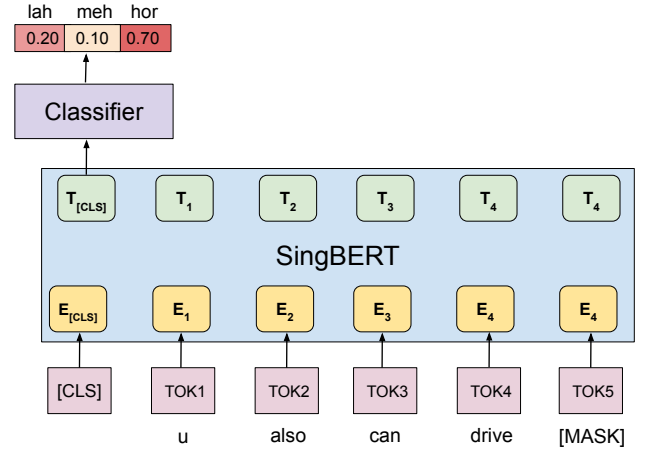 lah meh hor
0.20 0.10 0.70
Classifier
T[CLS] T1 T2 T3 T4 T4
SingBERT
E[CLS] E1 E2 E3 E4 E4
[CLS] TOK1 TOK2 TOK3 TOK4 TOK5
u also can drive [MASK]